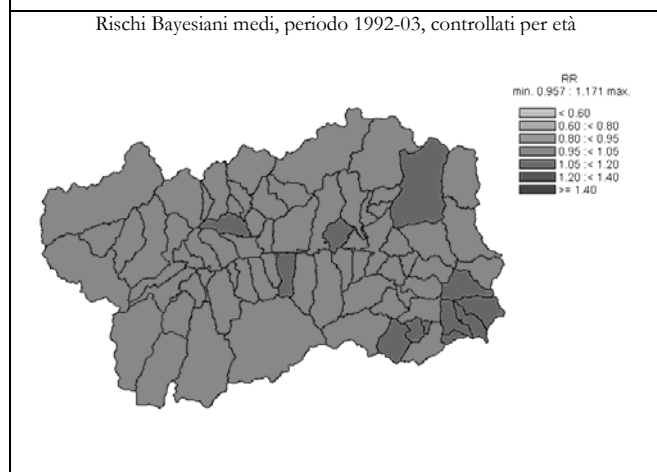 Rischi Bayesiani medi, periodo 1992-03, controllati per età
RR
min. 0.957 : 1.171 max.
< 0.60
0.60 :< 0.80
0.80 :< 0.95
0.95 :< 1.05
1.05 :< 1.20
1.20 :< 1.40
>= 1.40